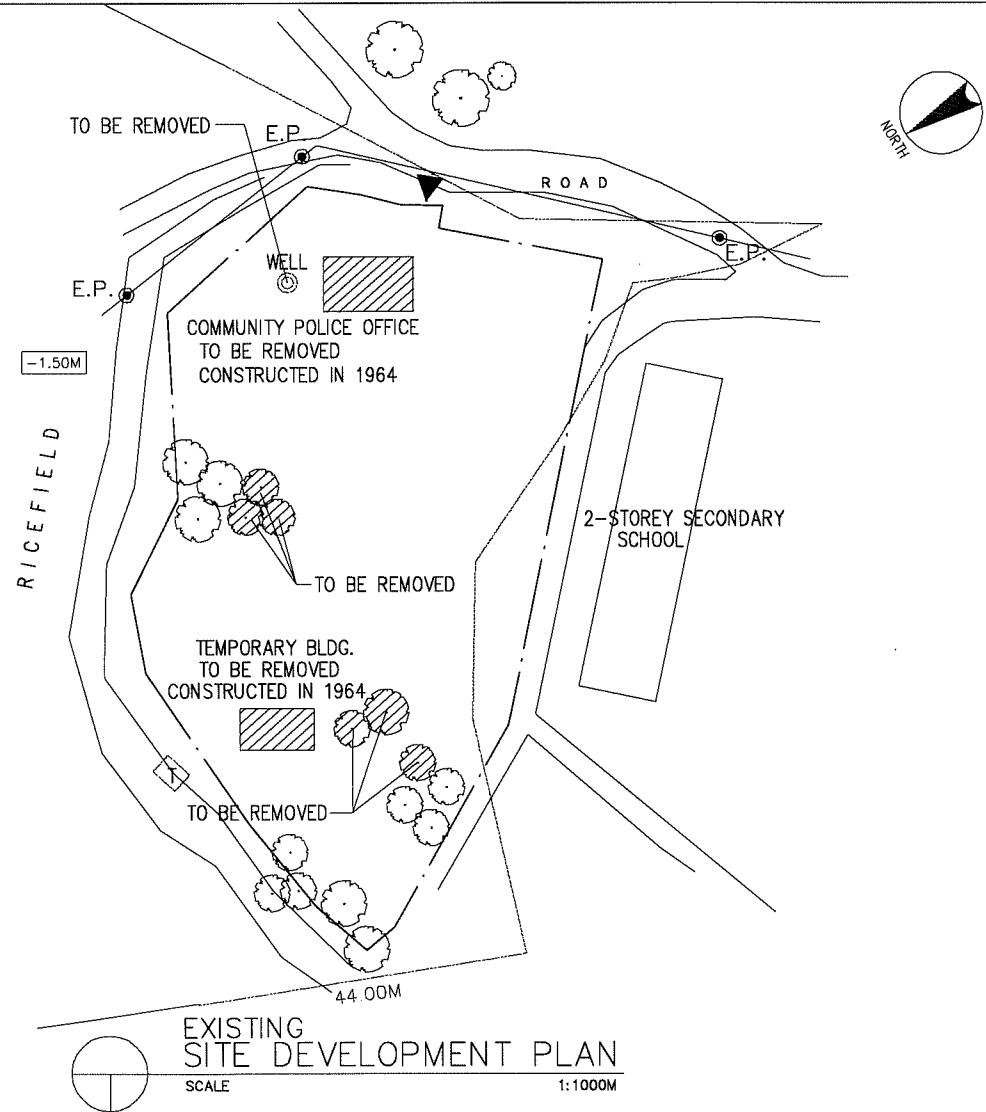 TO BE REMOVED
E.P.
NORTH
ROAD
E.P.
WELL
E.P.
COMMUNITY POLICE OFFICE
TO BE REMOVED
CONSTRUCTED IN 1964
-1.50M
RICEFIELD
2-STOREY SECONDARY
SCHOOL
TO BE REMOVED
TEMPORARY BLDG.
TO BE REMOVED
CONSTRUCTED IN 1964
T
TO BE REMOVED
44.00M
EXISTING
SITE DEVELOPMENT PLAN
SCALE 1:1000M